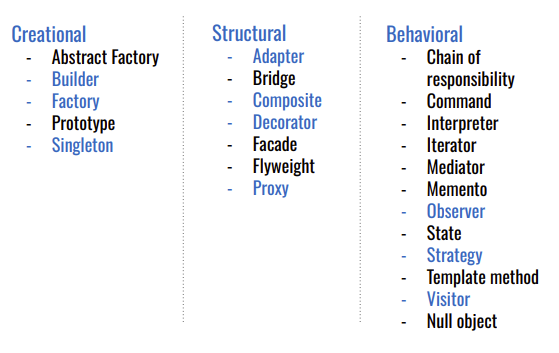 Creational
- Abstract Factory
- Builder
- Factory
- Prototype
- Singleton
Structural
- Adapter
- Bridge
- Composite
- Decorator
- Facade
- Flyweight
- Proxy
Behavioral
- Chain of
responsibility
- Command
- Interpreter
- Iterator
- Mediator
- Memento
- Observer
- State
- Strategy
- Template method
- Visitor
- Null object